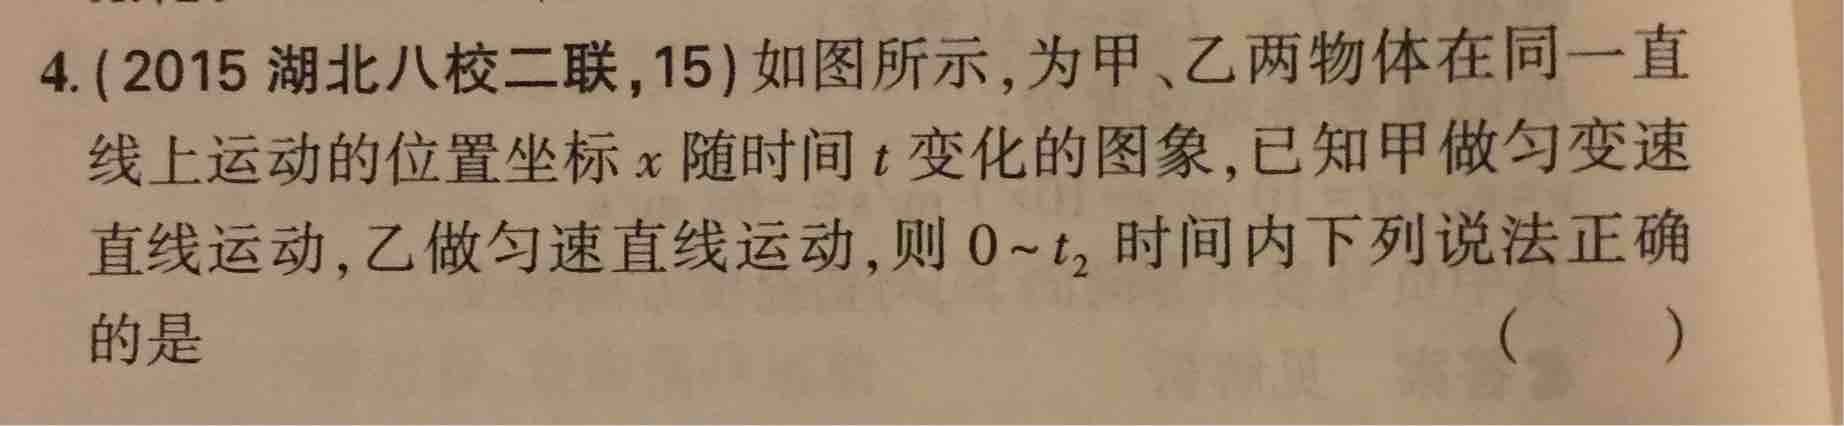 4.(2015 湖北八校二联,15)如图所示,为甲、乙两物体在同一直
线上运动的位置坐标 x 随时间 t 变化的图象,已知甲做匀变速
直线运动,乙做匀速直线运动,则 0~t₂ 时间内下列说法正确
的是 ( )